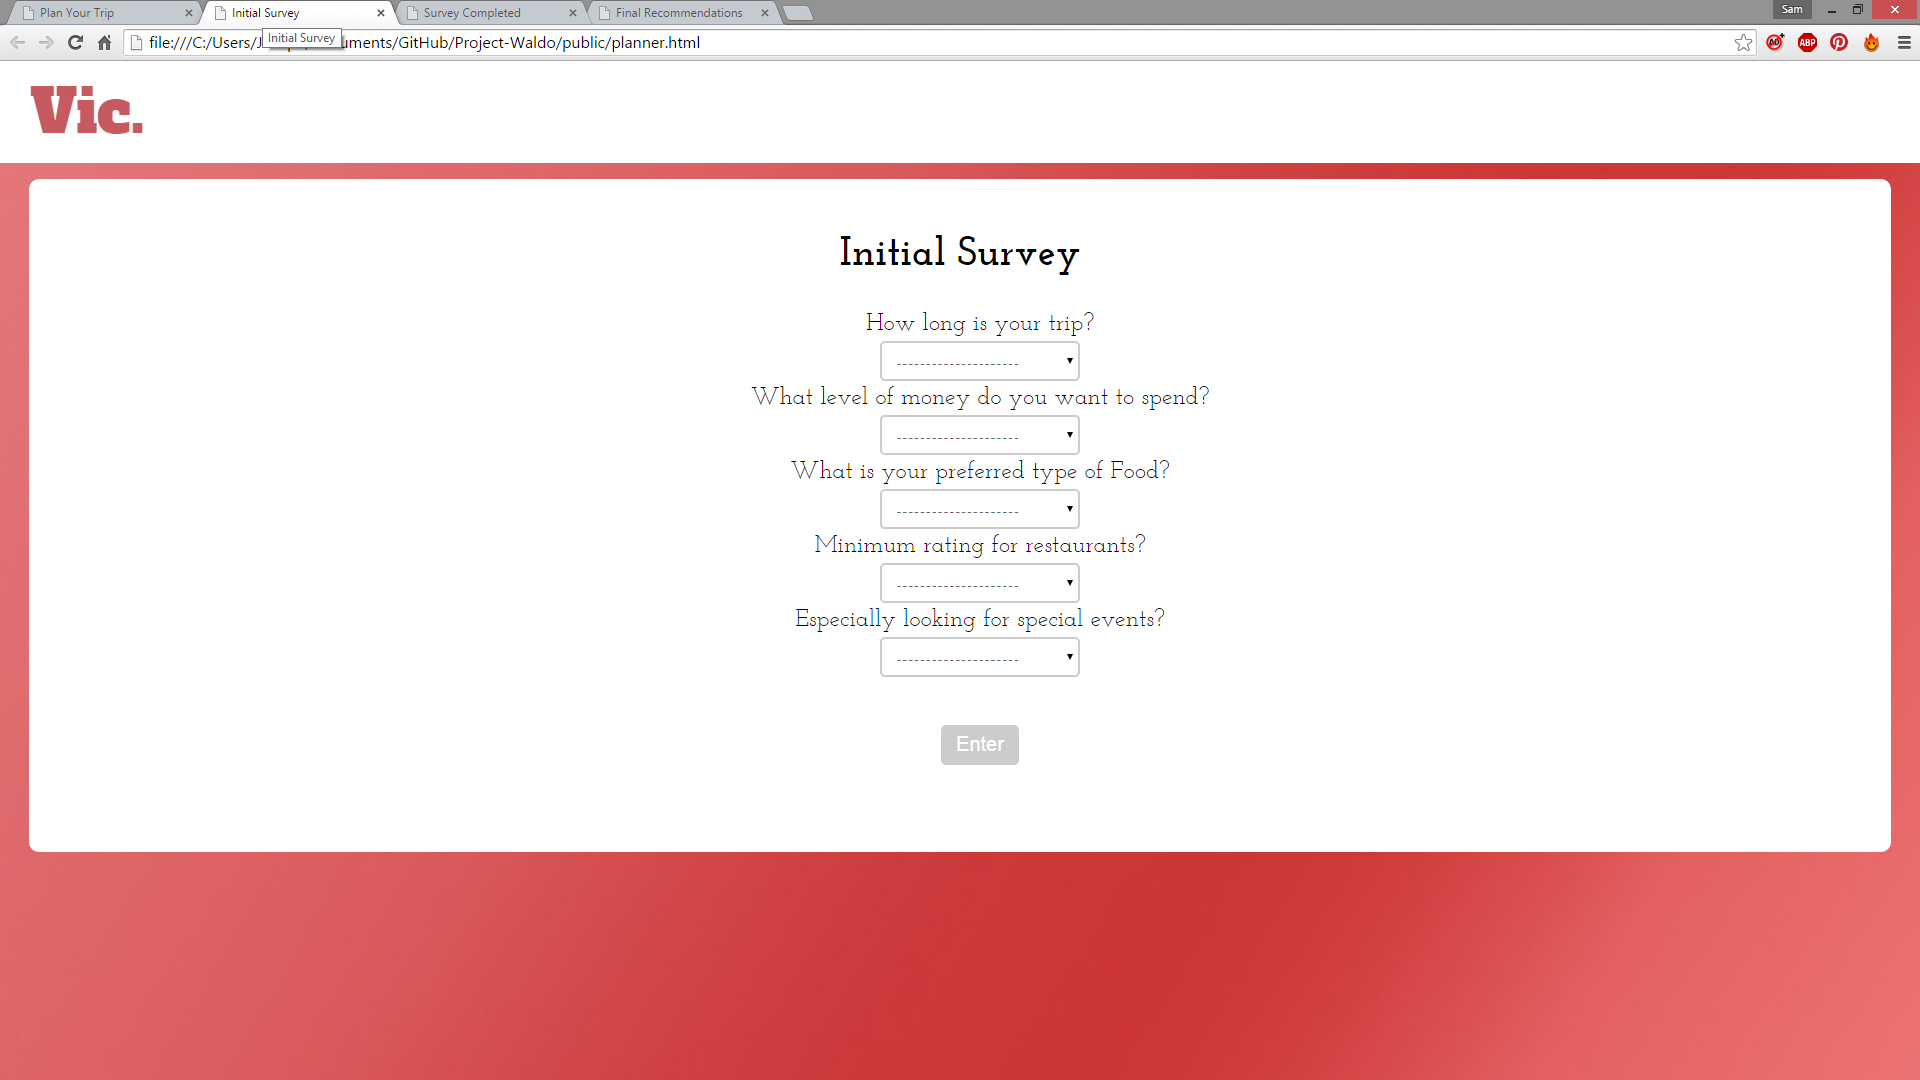 Plan Your Trip
Initial Survey
Survey Completed
Final Recommendations
Sam
Initial Survey
file:///C:/Users/J uments/GitHub/Project-Waldo/public/planner.html
ABP
Vic.
Initial Survey
How long is your trip?
---------------------
What level of money do you want to spend?
---------------------
What is your preferred type of Food?
---------------------
Minimum rating for restaurants?
---------------------
Especially looking for special events?
---------------------
Enter